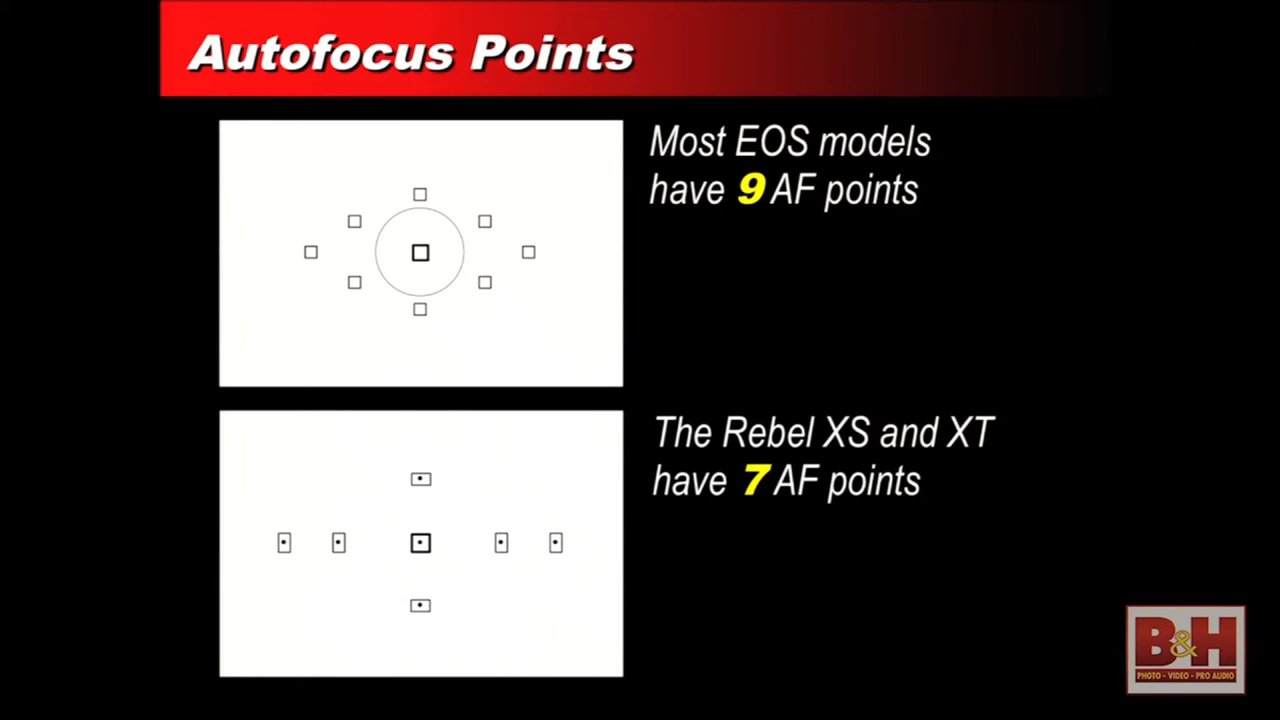 Autofocus Points
Most EOS models
have 9 AF points
The Rebel XS and XT
have 7 AF points
B&H
PHOTO - VIDEO - PRO AUDIO